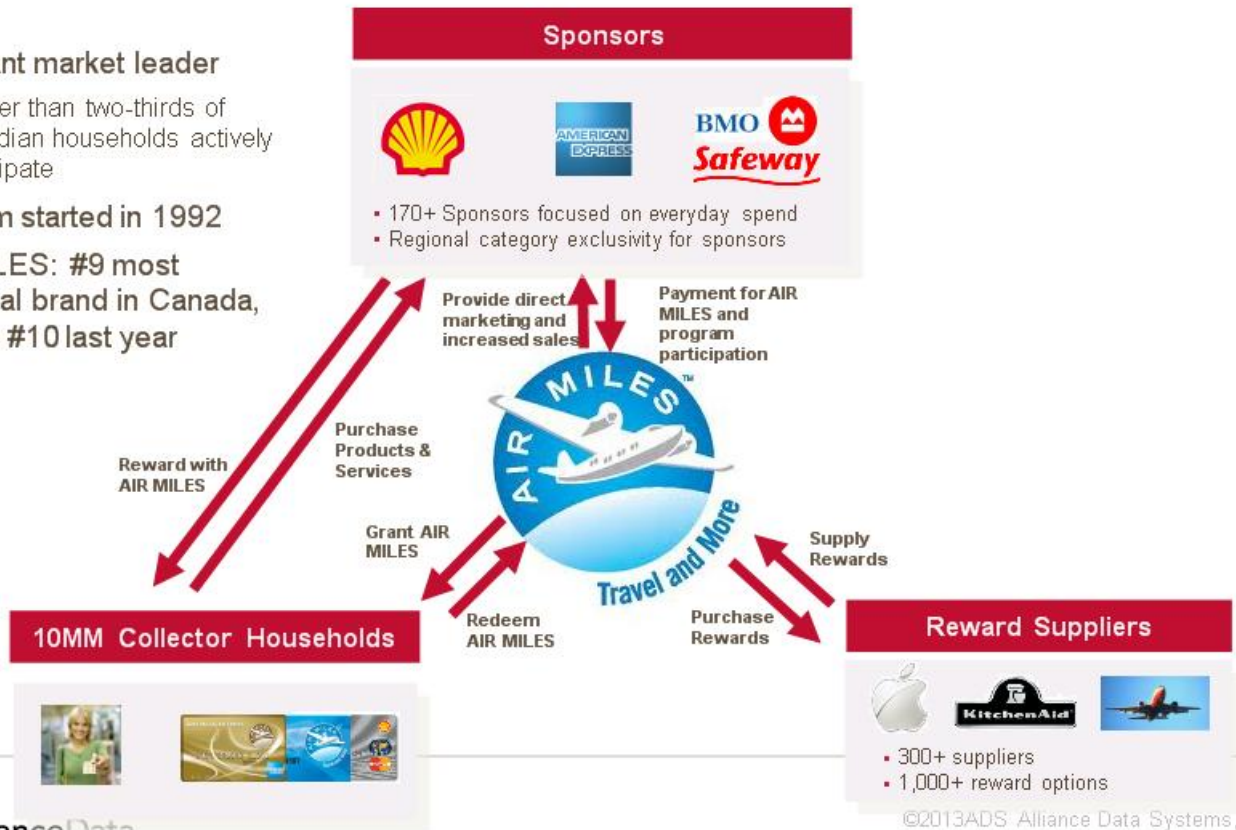 Sponsors
nt market leader
er than two-thirds of
dian households actively
ipate
m started in 1992
LES: #9 most
al brand in Canada,
#10 last year
AMERICAN
EXPRESS
BMO
Safeway
▪ 170+ Sponsors focused on everyday spend
▪ Regional category exclusivity for sponsors
Provide direct
marketing and
increased sales
Payment for AIR
MILES and
program
participation
Reward with
AIR MILES
Purchase
Products &
Services
AIR MILES™
Travel and More
Grant AIR
MILES
Redeem
AIR MILES
Supply
Rewards
Purchase
Rewards
10MM Collector Households
Reward Suppliers
KitchenAid
▪ 300+ suppliers
▪ 1,000+ reward options
©2013ADS Alliance Data Systems,
anceData